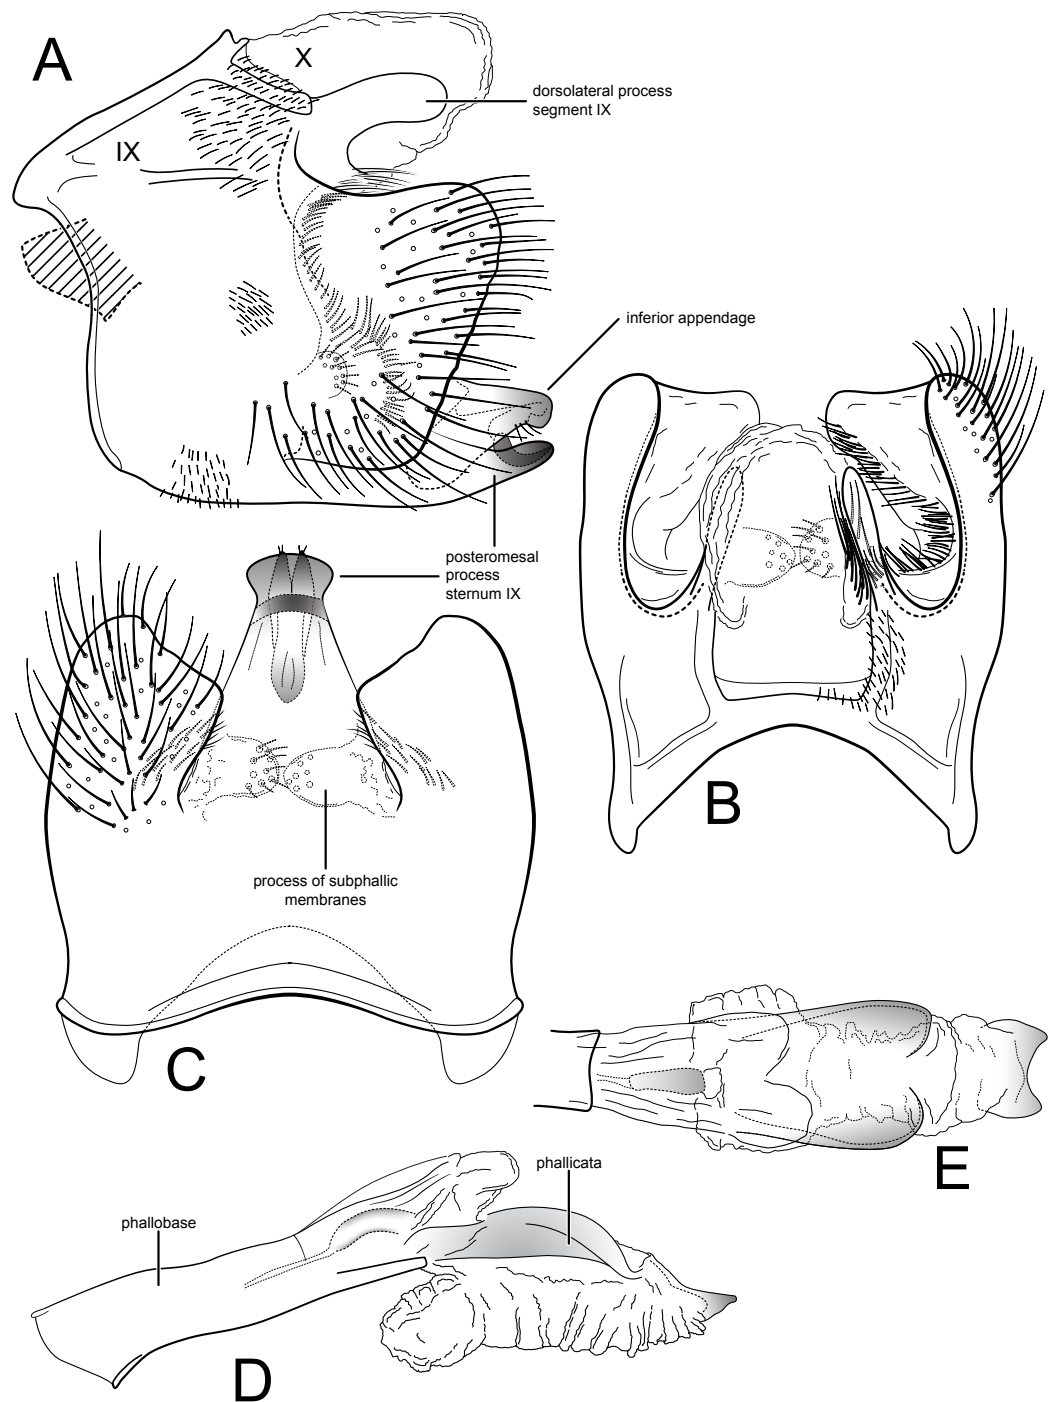 A
X
dorsolateral process
segment IX
IX
inferior appendage
posteromesal
process
sternum IX
B
process of subphallic
membranes
C
E
phallicata
phallobase
D